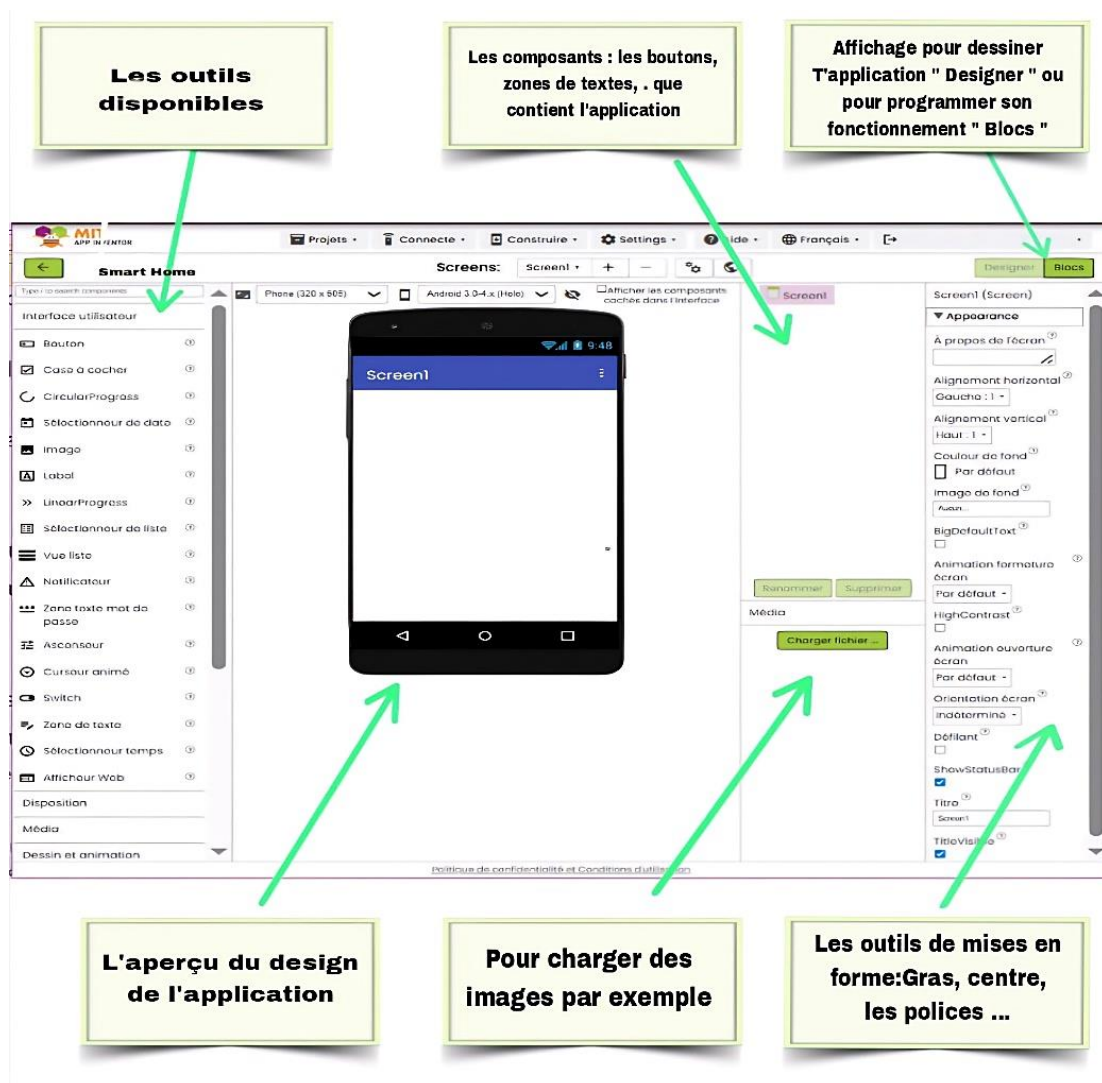 Les outils
disponibles
Les composants : les boutons,
zones de textes, . que
contient l'application
Affichage pour dessiner
T'application " Designer " ou
pour programmer son
fonctionnement " Blocs "
MIT
APP INVENTOR
Projets
Connecte
Construire
Settings
Aide
Français
Smart Home
Screens:
Screen1
+
-
Designer
Blocs
Type / to search components
Interface utilisateur
Bouton
Case à cocher
CircularProgress
Sélectionneur de date
Image
Label
LinearProgress
Sélectionneur de liste
Vue liste
Notificateur
Zone texte mot de
passe
Ascenseur
Curseur animé
Switch
Zone de texte
Sélectionneur temps
Afficheur Web
Disposition
Média
Dessin et animation
Phone (320 x 505)
Android 3.0-4.x (Holo)
Afficher les composants
cachés dans l'interface
9:48
Screen1
Screen1
Renommer
Supprimer
Média
Charger fichier ...
Screen1 (Screen)
Appearance
À propos de l'écran
Alignement horizontal
Gauche : 1
Alignement vertical
Haut : 1
Couleur de fond
Par défaut
Image de fond
Aucun...
BigDefaultText
Animation fermeture
écran
Par défaut
HighContrast
Animation ouverture
écran
Par défaut
Orientation écran
Indéterminé
Défilant
ShowStatusBar
Titre
Screen1
TitleVisible
Politique de confidentialité et Conditions d'utilisation
L'aperçu du design
de l'application
Pour charger des
images par exemple
Les outils de mises en
forme:Gras, centre,
les polices ...